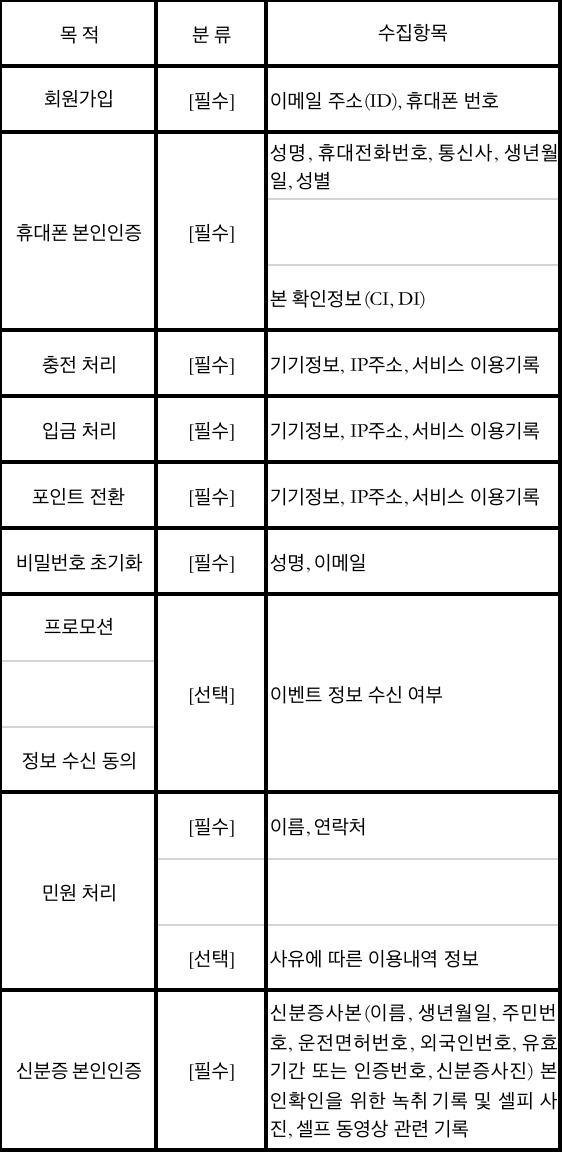 목 적 분 류 수집항목
회원가입 [필수] 이메일 주소(ID), 휴대폰 번호
휴대폰 본인인증 [필수] 성명, 휴대전화번호, 통신사, 생년월
일, 성별
본 확인정보(CI, DI)
충전 처리 [필수] 기기정보, IP주소, 서비스 이용기록
입금 처리 [필수] 기기정보, IP주소, 서비스 이용기록
포인트 전환 [필수] 기기정보, IP주소, 서비스 이용기록
비밀번호 초기화 [필수] 성명, 이메일
프로모션
정보 수신 동의
[선택] 이벤트 정보 수신 여부
민원 처리
[필수] 이름, 연락처
[선택] 사유에 따른 이용내역 정보
신분증 본인인증 [필수] 신분증사본(이름, 생년월일, 주민번
호, 운전면허번호, 외국인번호, 유효
기간 또는 인증번호, 신분증사진) 본
인확인을 위한 녹취 기록 및 셀피 사
진, 셀프 동영상 관련 기록